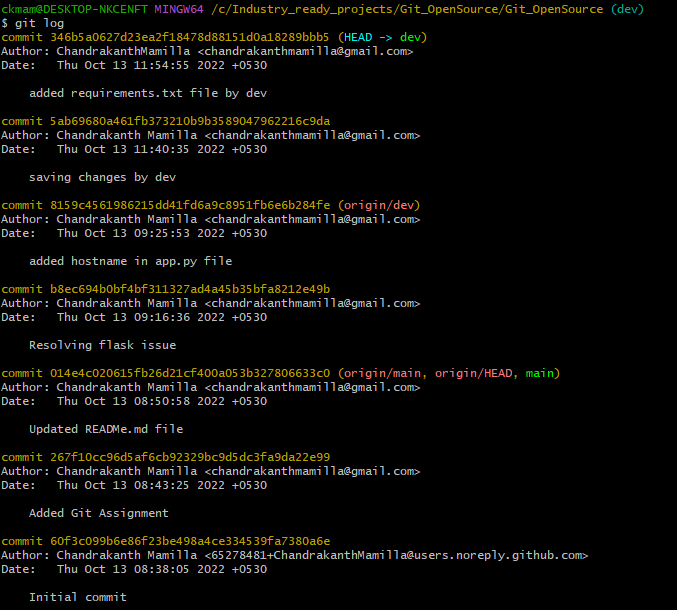 ckmam@DESKTOP-NKCENFT MINGW64 /c/Industry_ready_projects/Git_OpenSource/Git_OpenSource (dev)
$ git log
commit 346b5a0627d23ea2f18478d88151d0a18289bbb5 (HEAD -> dev)
Author: ChandrakanthMamilla <chandrakanthmamilla@gmail.com>
Date:   Thu Oct 13 11:54:55 2022 +0530
    added requirements.txt file by dev
commit 5ab69680a461fb373210b9b3589047962216c9da
Author: Chandrakanth Mamilla <chandrakanthmamilla@gmail.com>
Date:   Thu Oct 13 11:40:35 2022 +0530
    saving changes by dev
commit 8159c4561986215dd41fd6a9c8951fb6e6b284fe (origin/dev)
Author: Chandrakanth Mamilla <chandrakanthmamilla@gmail.com>
Date:   Thu Oct 13 09:25:53 2022 +0530
    added hostname in app.py file
commit b8ec694b0bf4bf311327ad4a45b35bfa8212e49b
Author: Chandrakanth Mamilla <chandrakanthmamilla@gmail.com>
Date:   Thu Oct 13 09:16:36 2022 +0530
    Resolving flask issue
commit 014e4c020615fb26d21cf400a053b327806633c0 (origin/main, origin/HEAD, main)
Author: Chandrakanth Mamilla <chandrakanthmamilla@gmail.com>
Date:   Thu Oct 13 08:50:58 2022 +0530
    Updated READMe.md file
commit 267f10cc96d5af6cb92329bc9d5dc3fa9da22e99
Author: Chandrakanth Mamilla <chandrakanthmamilla@gmail.com>
Date:   Thu Oct 13 08:43:25 2022 +0530
    Added Git Assignment
commit 60f3c099b6e86f23be498a4ce334539fa7380a6e
Author: Chandrakanth Mamilla <65278481+ChandrakanthMamilla@users.noreply.github.com>
Date:   Thu Oct 13 08:38:05 2022 +0530
    Initial commit